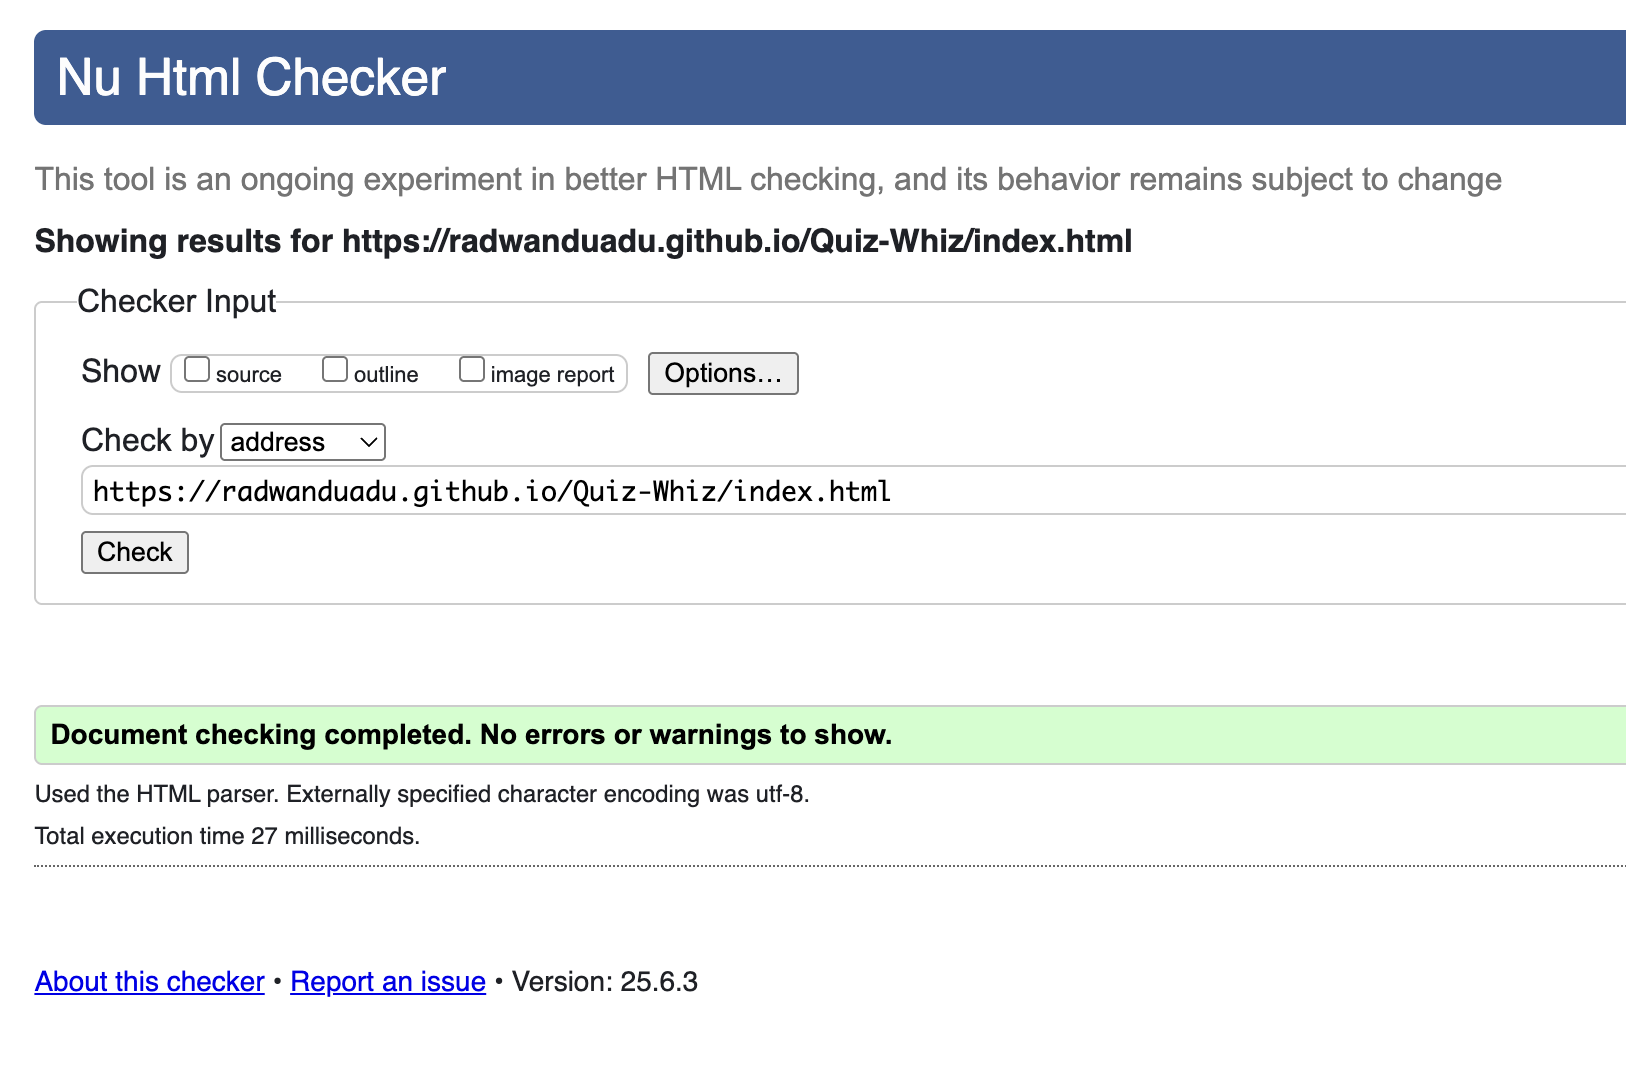 Nu Html Checker
This tool is an ongoing experiment in better HTML checking, and its behavior remains subject to change
Showing results for https://radwanduadu.github.io/Quiz-Whiz/index.html
Checker Input
Show source outline image report Options...
Check by address
https://radwanduadu.github.io/Quiz-Whiz/index.html
Check
Document checking completed. No errors or warnings to show.
Used the HTML parser. Externally specified character encoding was utf-8.
Total execution time 27 milliseconds.
About this checker • Report an issue • Version: 25.6.3